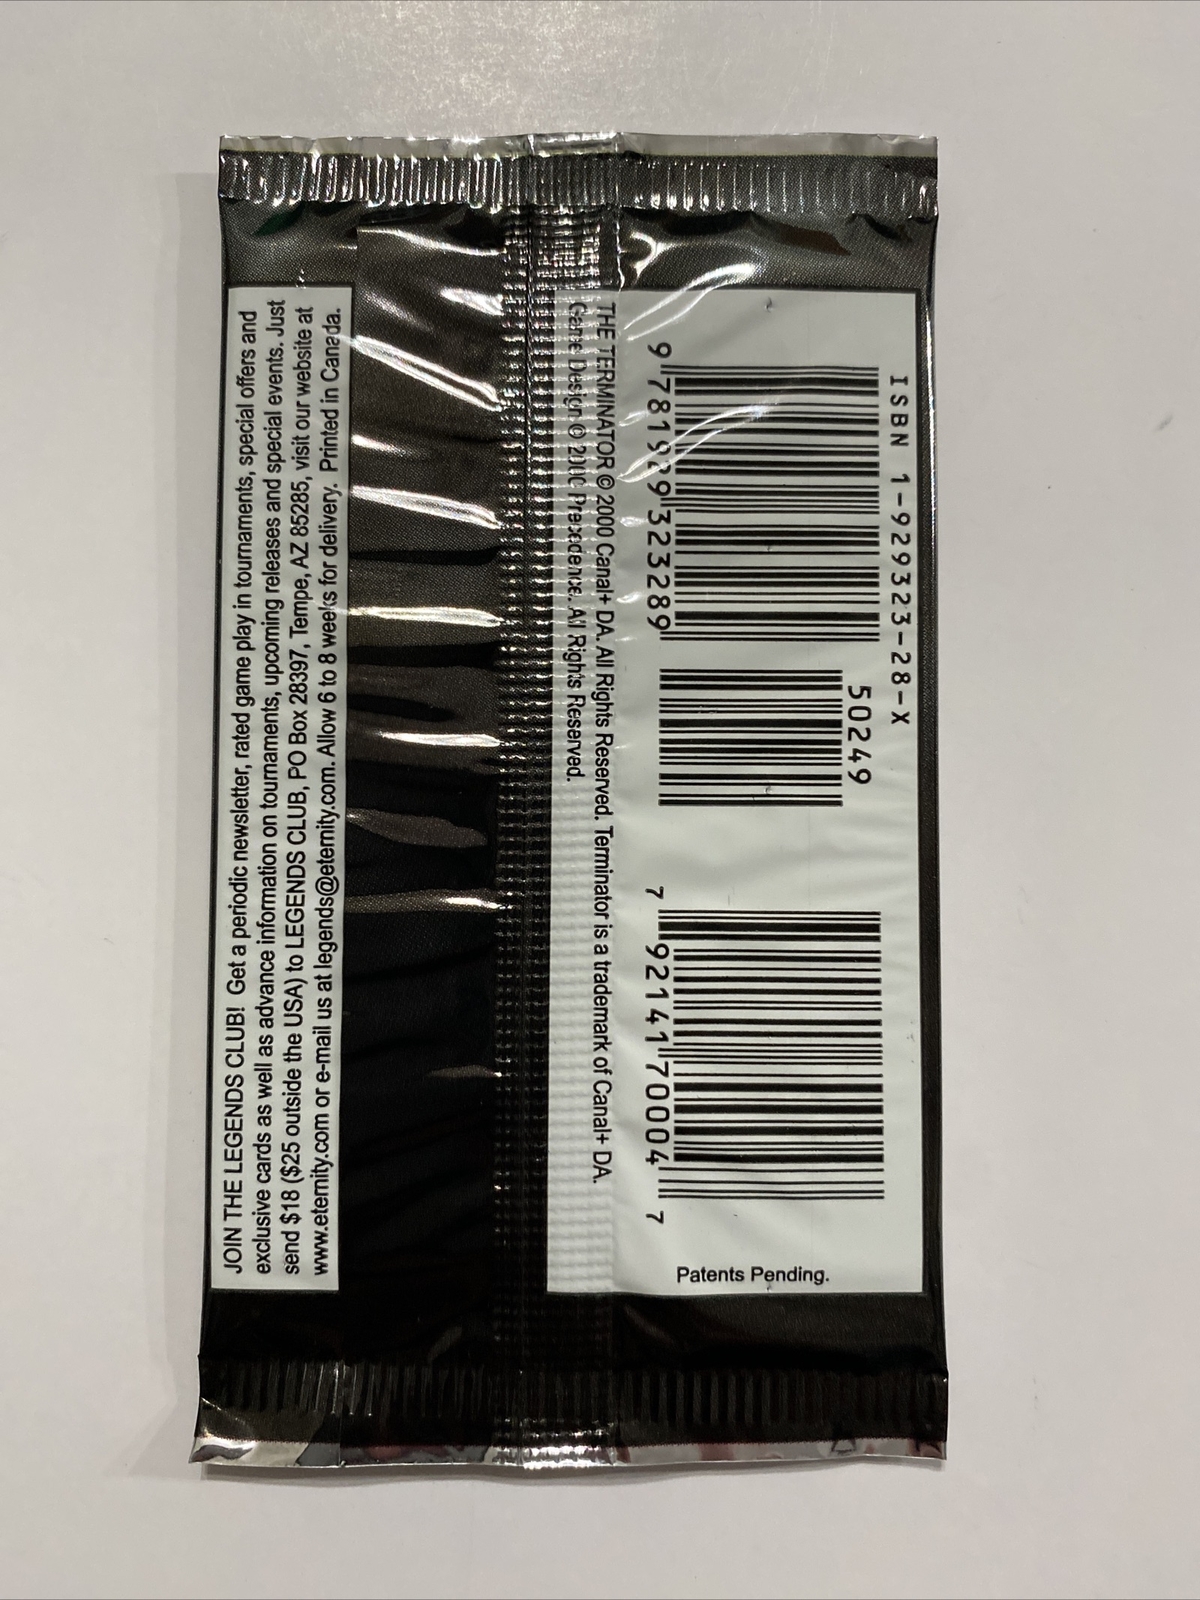 JOIN THE LEGENDS CLUB! Get a periodic newsletter, rated game play in tournaments, special offers and
exclusive cards as well as advance information on tournaments, upcoming releases and special events. Just
send $18 ($25 outside the USA) to LEGENDS CLUB, PO Box 28397, Tempe, AZ 85285, visit our website at
www.eternity.com or e-mail us at legends@eternity.com. Allow 6 to 8 weeks for delivery. Printed in Canada.
ISBN 1-929323-28-X
50249
9 781929 323289
7 92141 70004 7
THE TERMINATOR © 2000 Canal+ DA. All Rights Reserved. Terminator is a trademark of Canal+ DA.
Game Design © 2000 Precedence. All Rights Reserved.
Patents Pending.